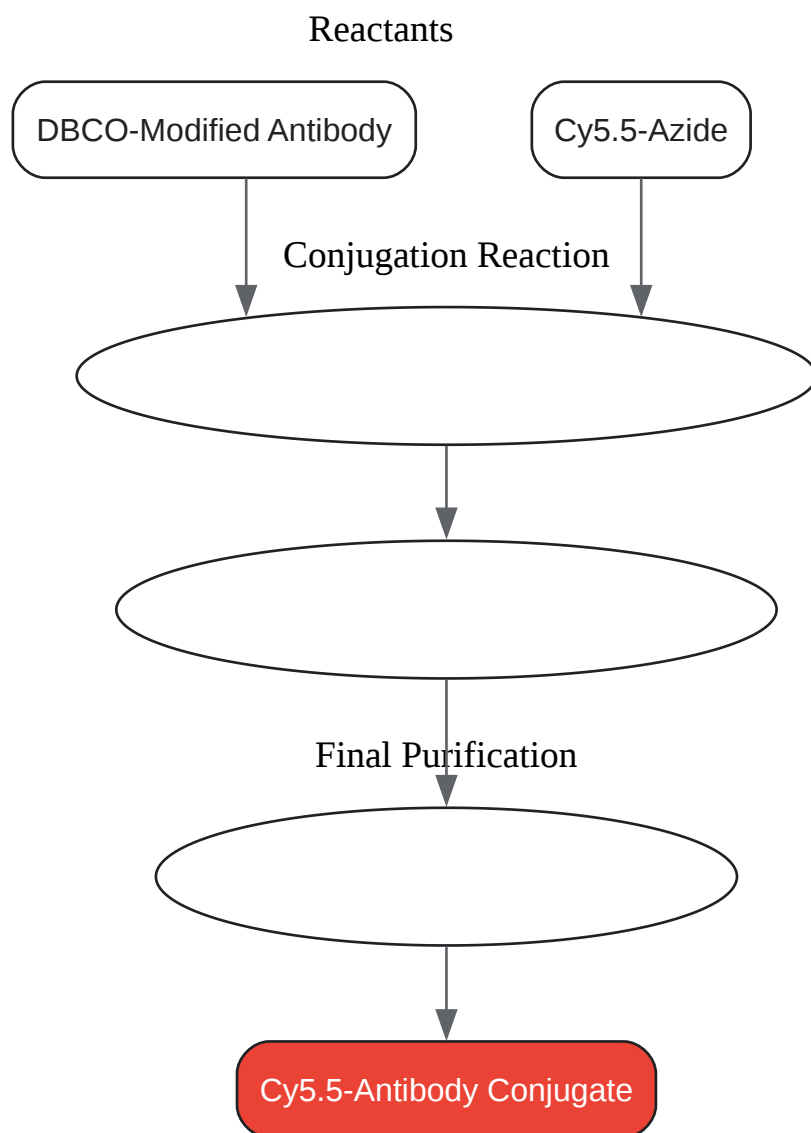 Reactants
DBCO-Modified Antibody
Cy5.5-Azide
Conjugation Reaction
Final Purification
Cy5.5-Antibody Conjugate